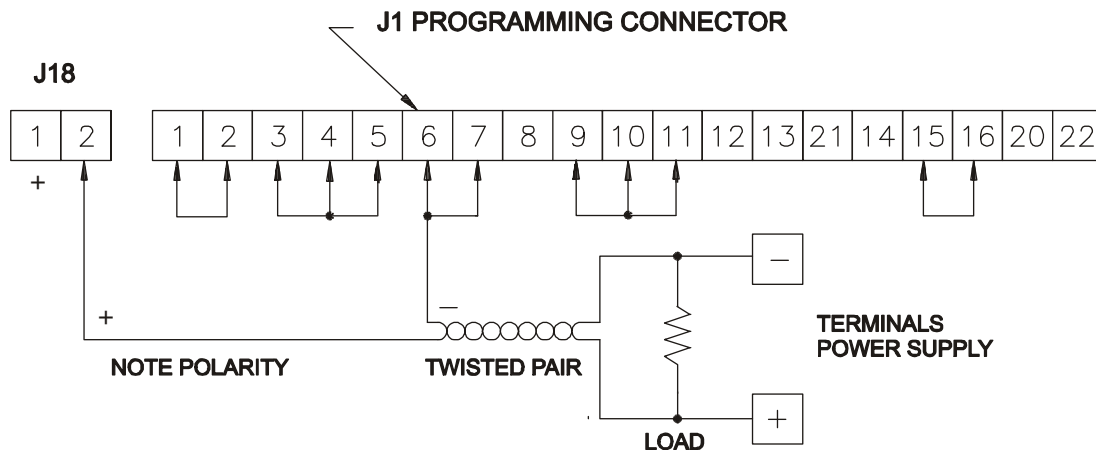 J1 PROGRAMMING CONNECTOR
J18
1 2 1 2 3 4 5 6 7 8 9 10 11 12 13 21 14 15 16 20 22
+
+
−
−
NOTE POLARITY
TWISTED PAIR
TERMINALS
POWER SUPPLY
+
LOAD